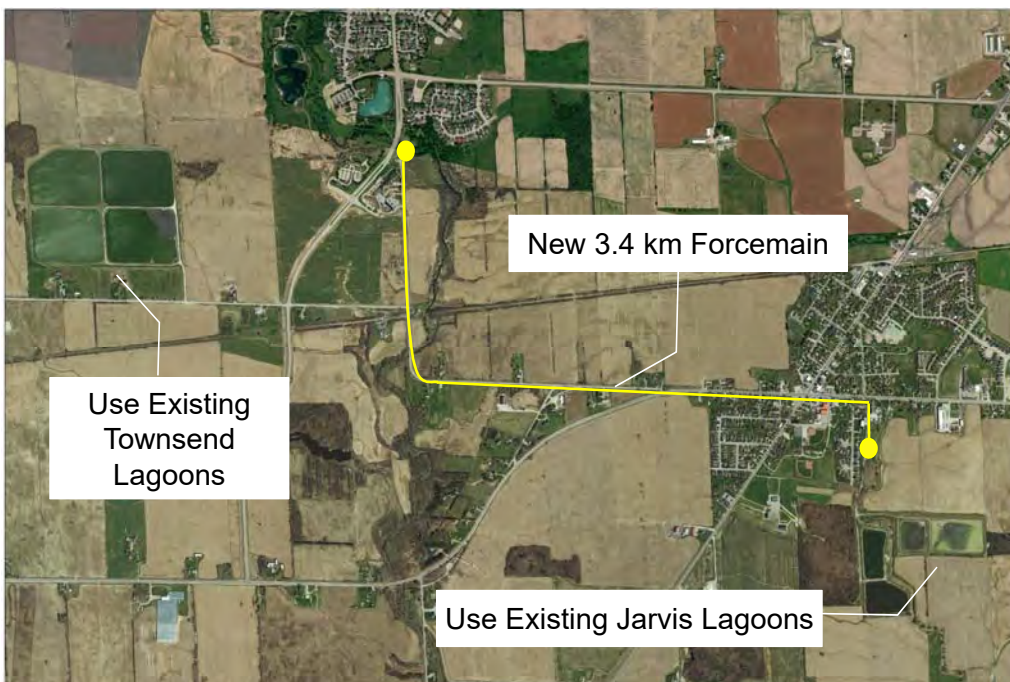 New 3.4 km Forcemain
Use Existing
Townsend
Lagoons
Use Existing Jarvis Lagoons